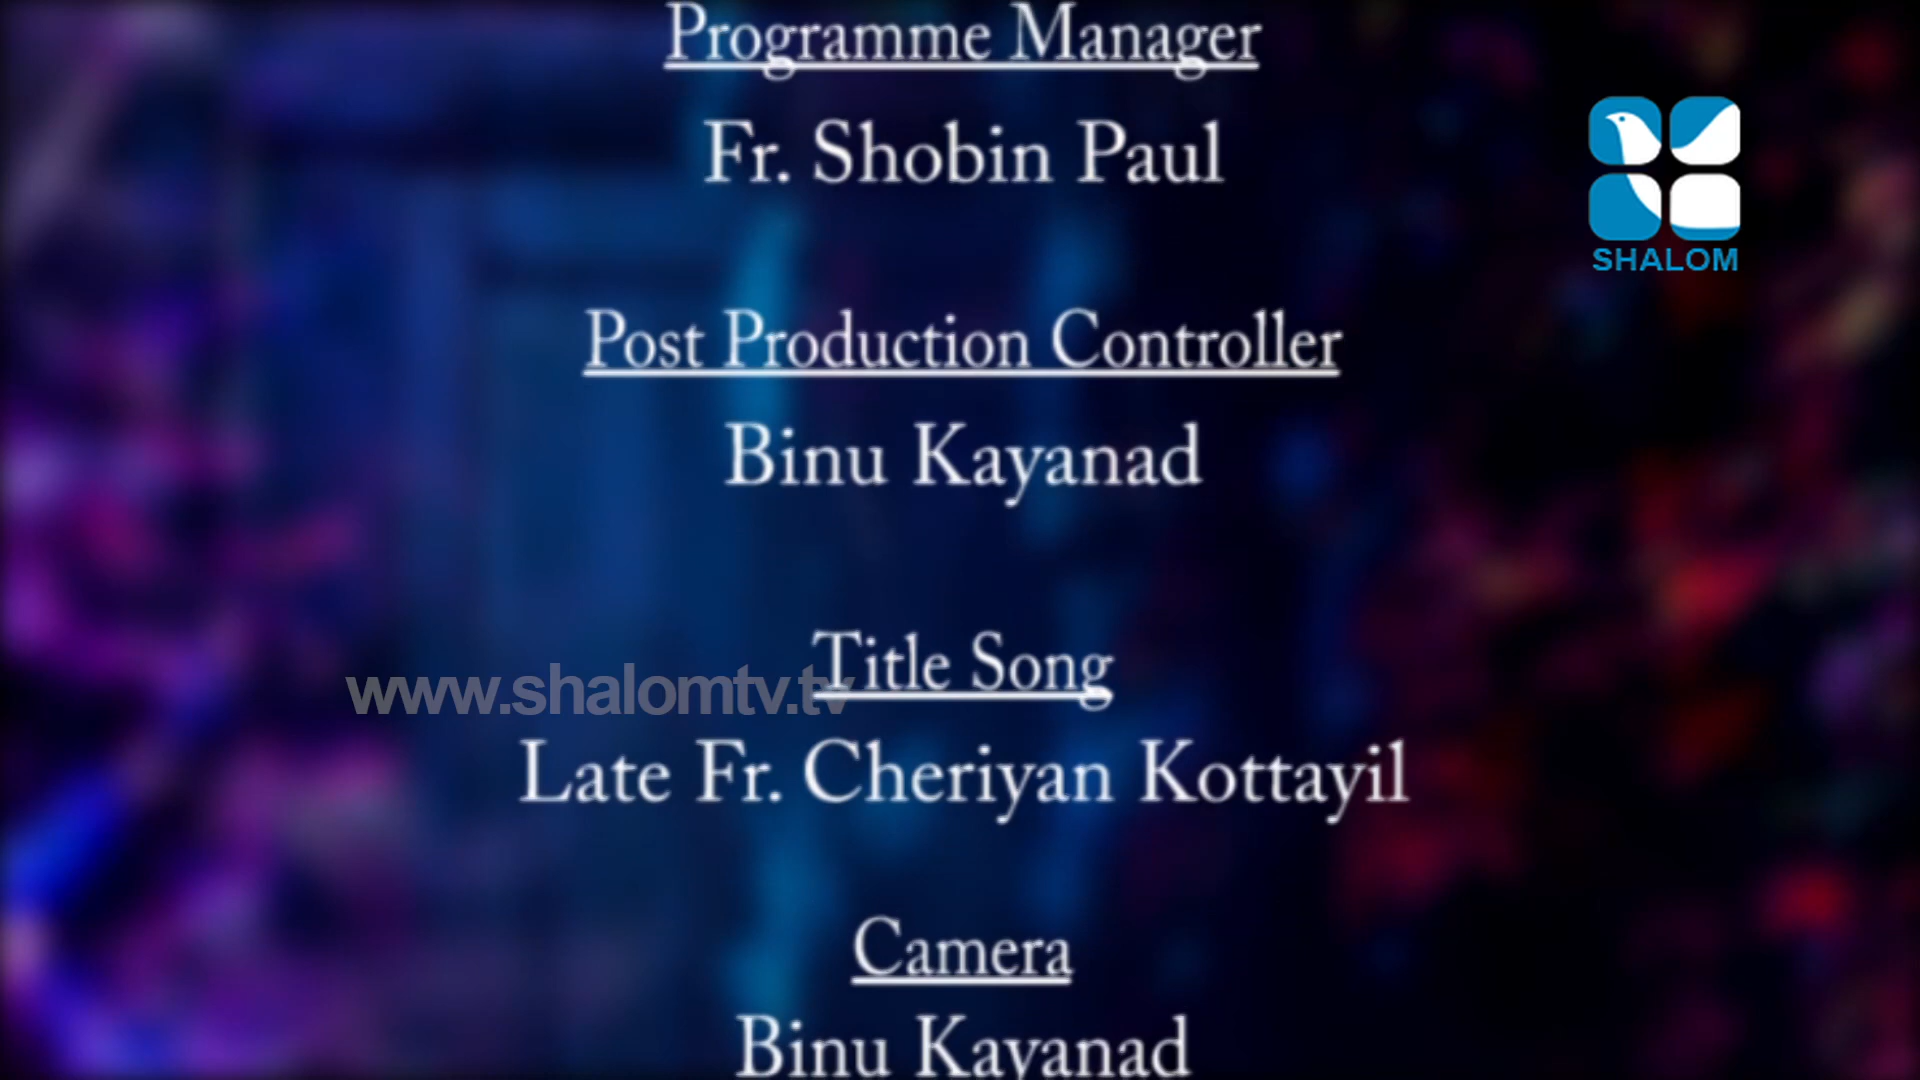 Programme Manager
Fr. Shobin Paul
SHALOM
Post Production Controller
Binu Kayanad
Title Song
www.shalomtv.tv
Late Fr. Cheriyan Kottayil
Camera
Binu Kayanad